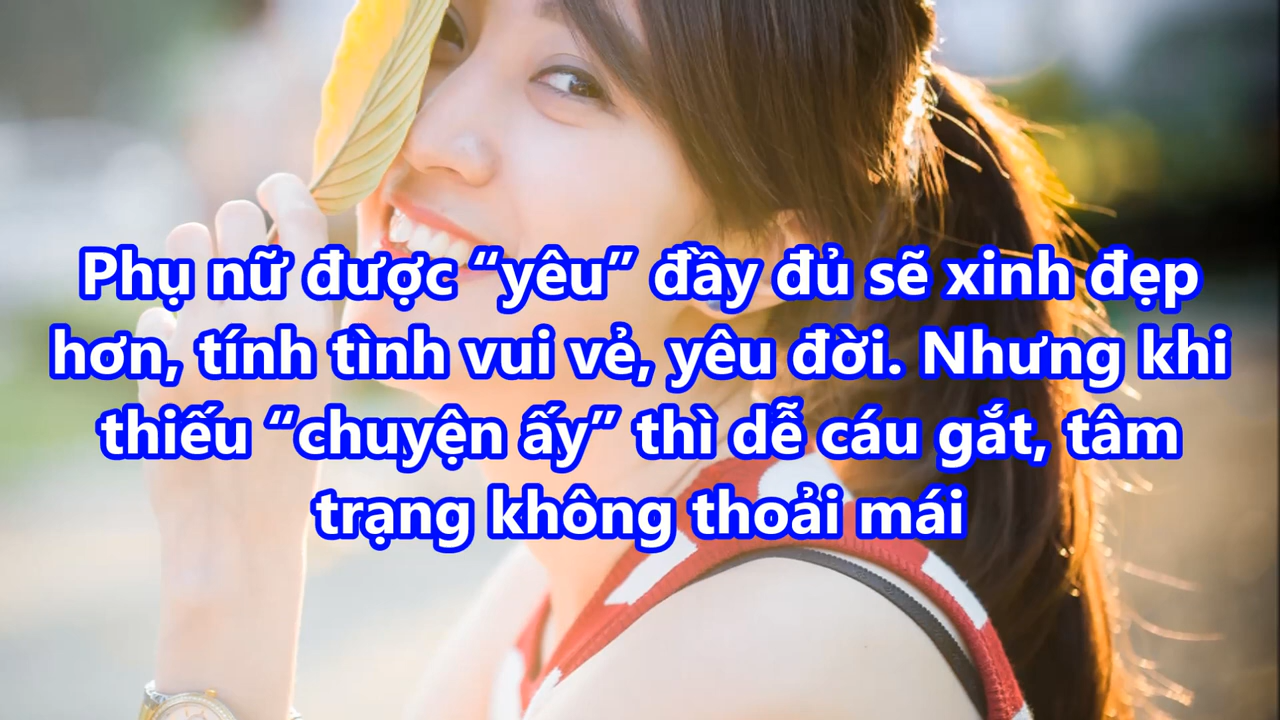 Phụ nữ được “yêu” đầy đủ sẽ xinh đẹp
hơn, tính tình vui vẻ, yêu đời. Nhưng khi
thiếu “chuyện ấy” thì dễ cáu gắt, tâm
trạng không thoải mái